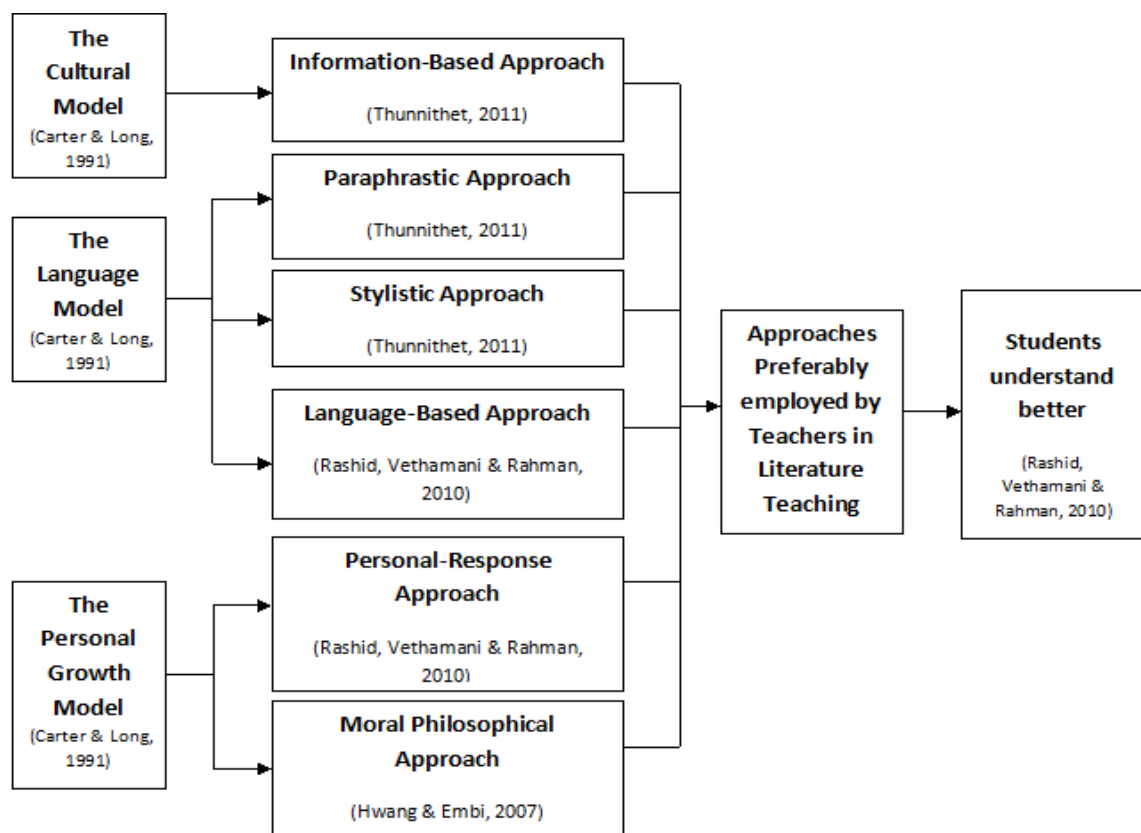 The
Cultural
Model
(Carter & Long,
1991)
Information-Based Approach
(Thunnithet, 2011)
The
Language
Model
(Carter & Long,
1991)
Paraphrastic Approach
(Thunnithet, 2011)
Stylistic Approach
(Thunnithet, 2011)
Language-Based Approach
(Rashid, Vethamani & Rahman,
2010)
The
Personal
Growth
Model
(Carter & Long,
1991)
Personal-Response
Approach
(Rashid, Vethamani & Rahman,
2010)
Moral Philosophical
Approach
(Hwang & Embi, 2007)
Approaches
Preferably
employed by
Teachers in
Literature
Teaching
Students
understand
better
(Rashid,
Vethamani &
Rahman, 2010)